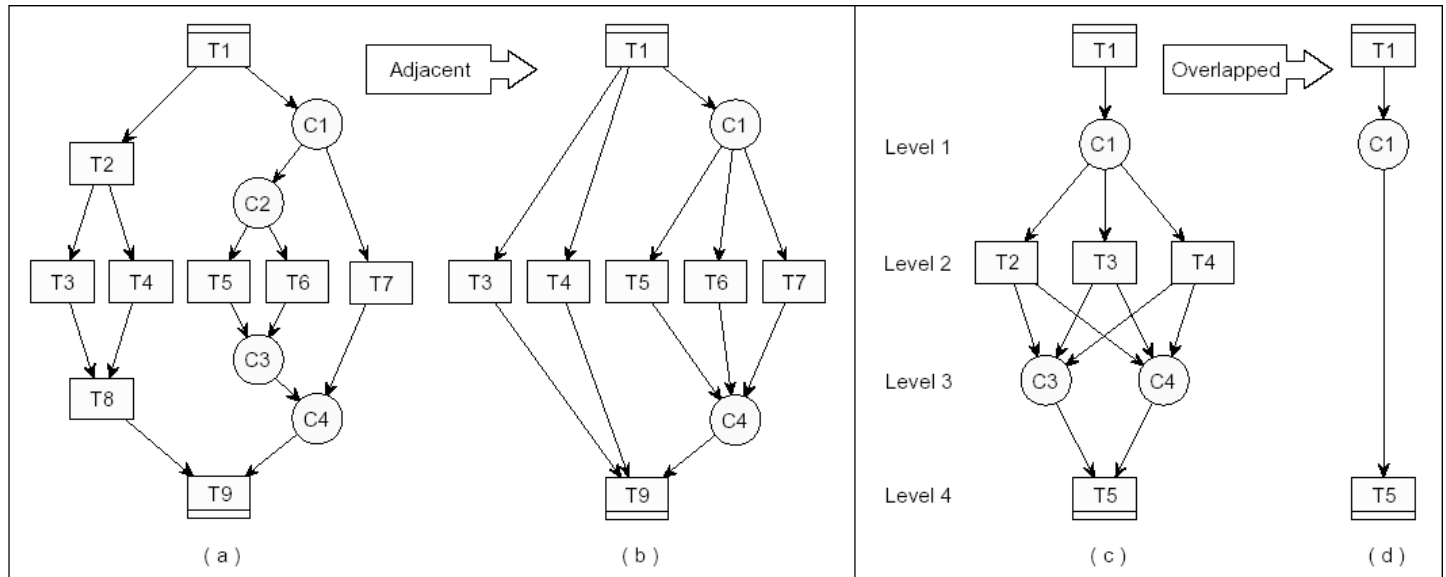 T1
Adjacent
T1
T1
Overlapped
T1
C1
C1
Level 1
C1
C1
T2
C2
T3
T4
T5
T6
T7
T3
T4
T5
T6
T7
Level 2
T2
T3
T4
C3
T8
C4
C4
Level 3
C3
C4
T9
T9
Level 4
T5
T5
( a )
( b )
( c )
( d )